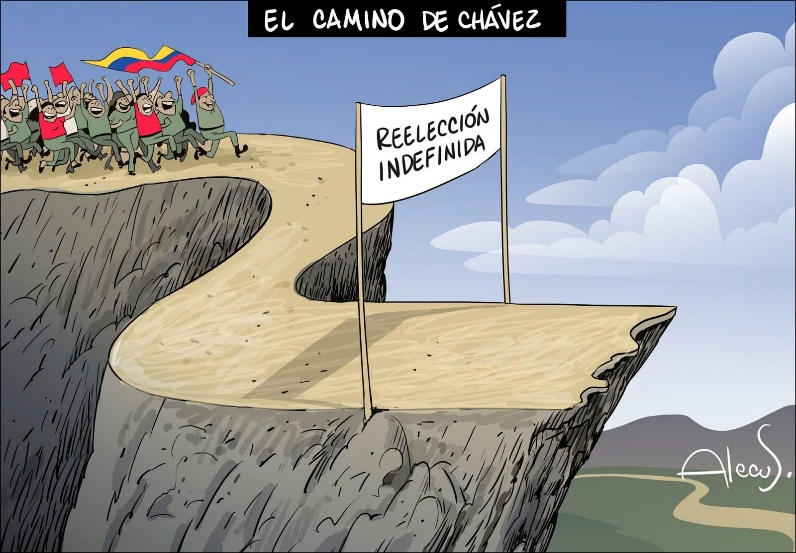 EL CAMINO DE CHÁVEZ
REELECCIÓN
INDEFINIDA
AlecuS.